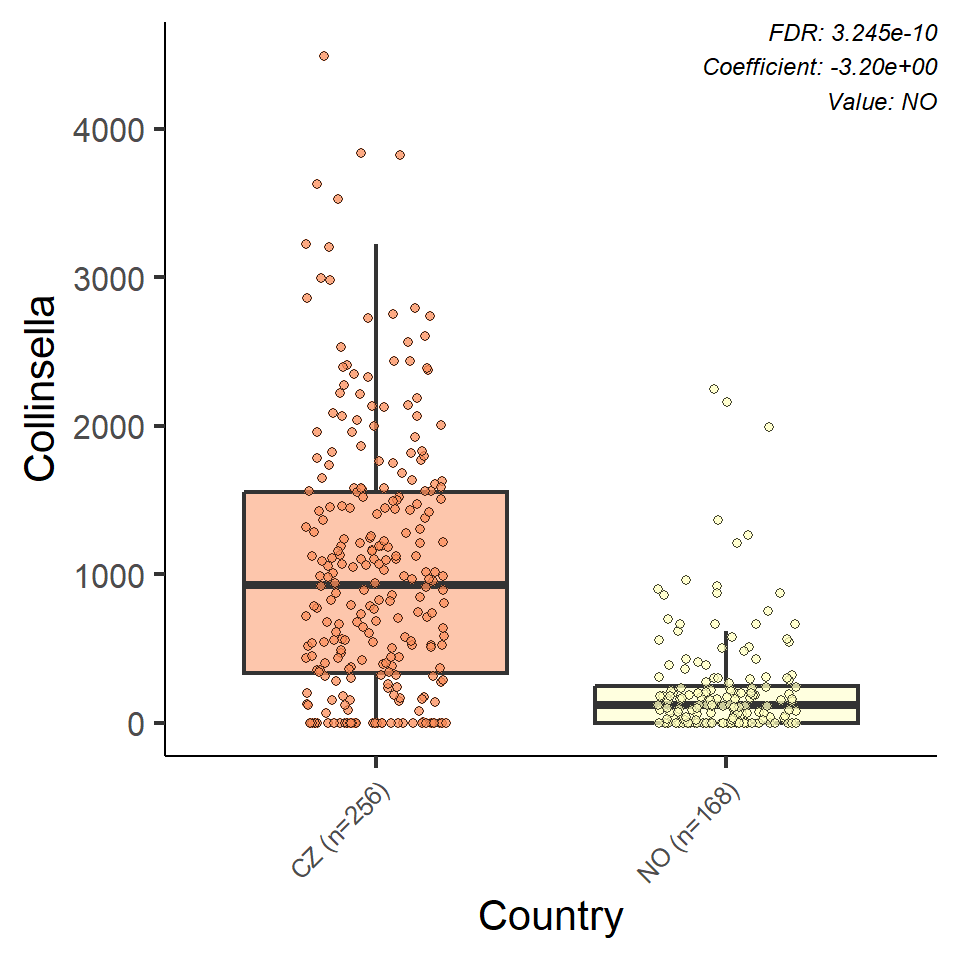 FDR: 3.245e-10
Coefficient: -3.20e+00
Value: NO
Collinsella
4000
3000
2000
1000
0
CZ (n=256)
NO (n=168)
Country